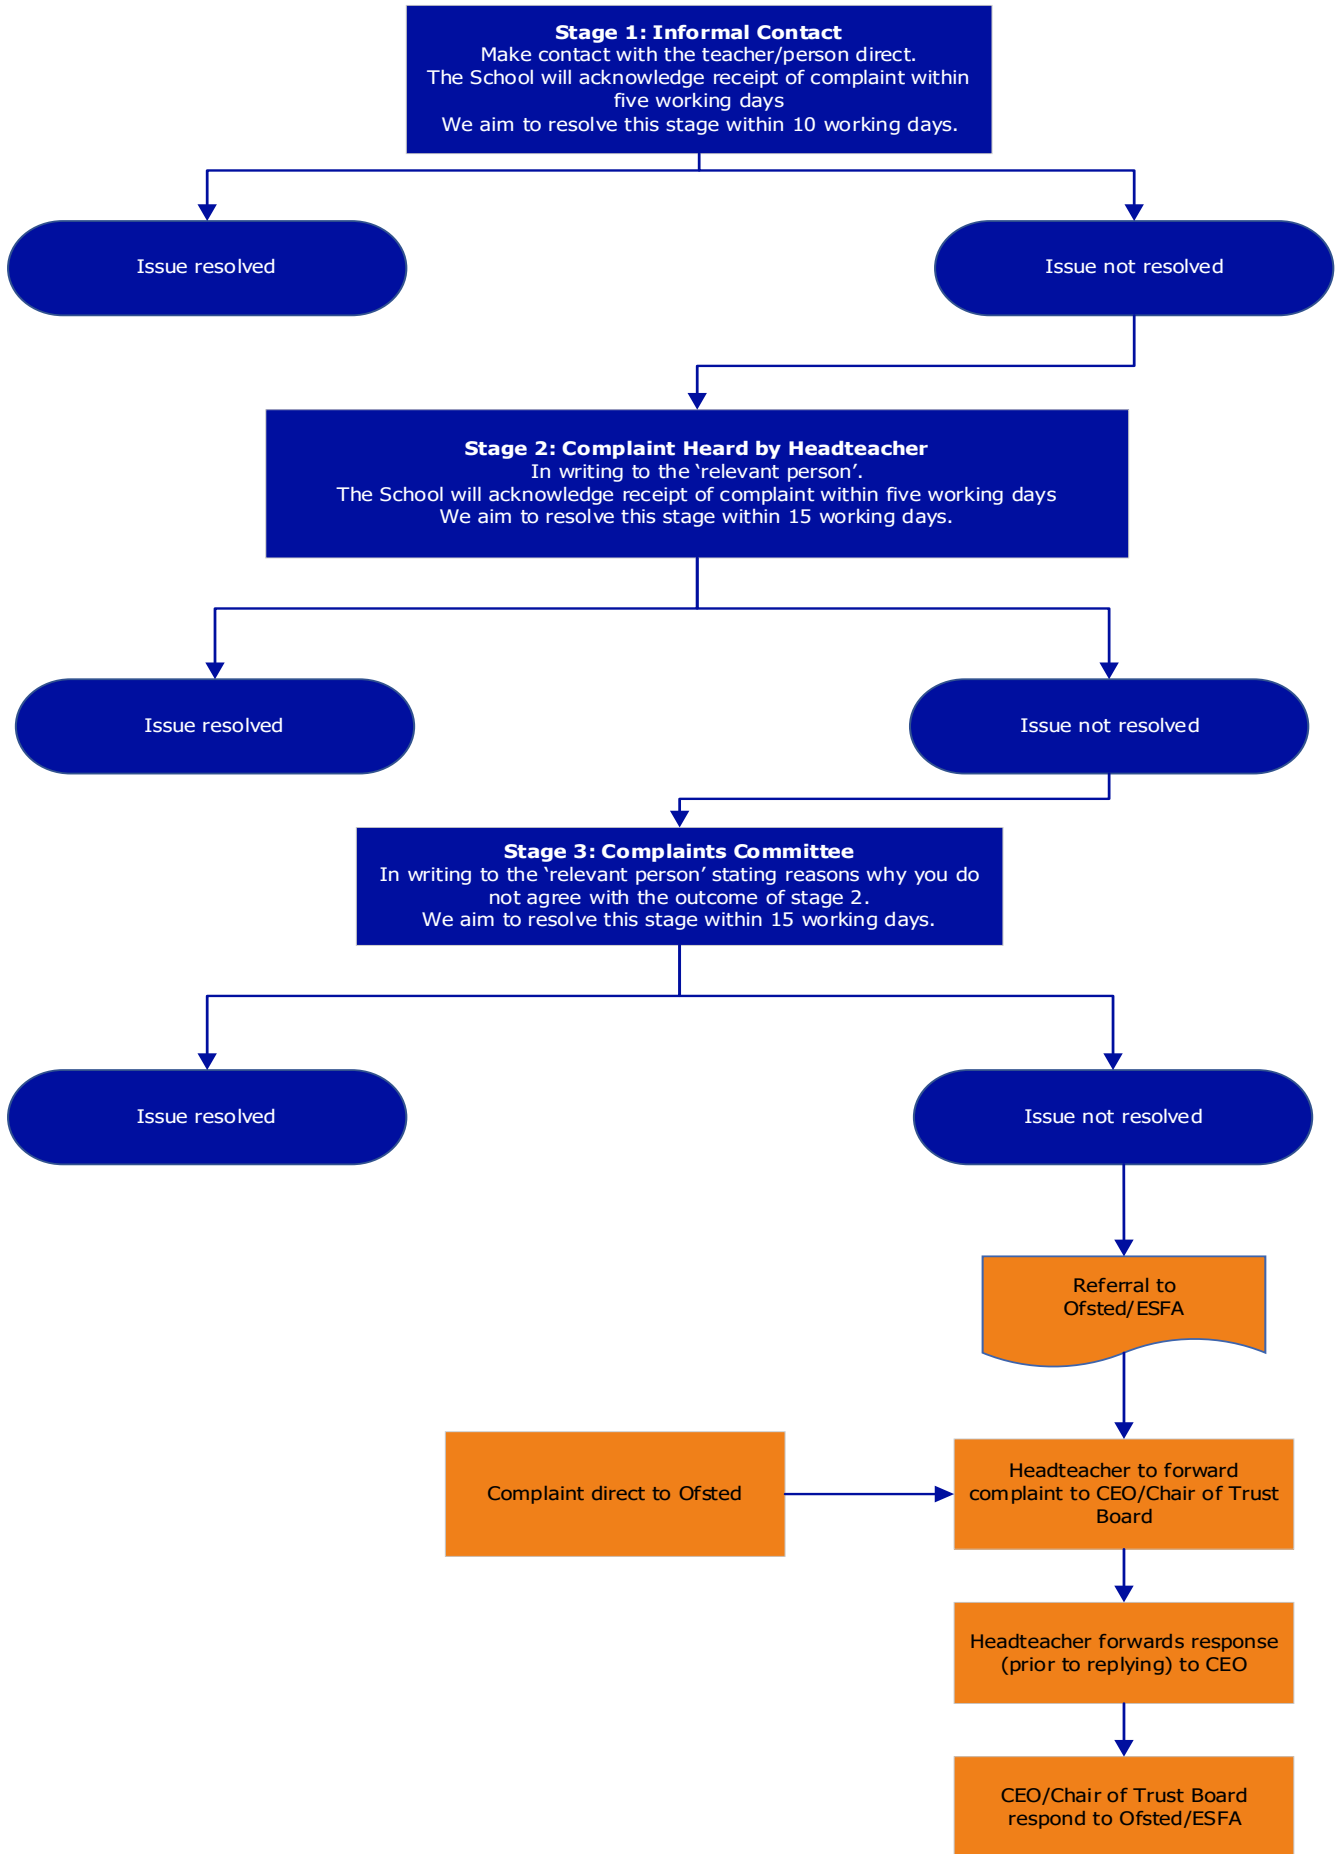 Stage 1: Informal Contact
Make contact with the teacher/person direct.
The School will acknowledge receipt of complaint within
five working days
We aim to resolve this stage within 10 working days.
Issue resolved
Issue not resolved
Stage 2: Complaint Heard by Headteacher
In writing to the ‘relevant person’.
The School will acknowledge receipt of complaint within five working days
We aim to resolve this stage within 15 working days.
Issue resolved
Issue not resolved
Stage 3: Complaints Committee
In writing to the ‘relevant person’ stating reasons why you do
not agree with the outcome of stage 2.
We aim to resolve this stage within 15 working days.
Issue resolved
Issue not resolved
Referral to
Ofsted/ESFA
Complaint direct to Ofsted
Headteacher to forward
complaint to CEO/Chair of Trust
Board
Headteacher forwards response
(prior to replying) to CEO
CEO/Chair of Trust Board
respond to Ofsted/ESFA